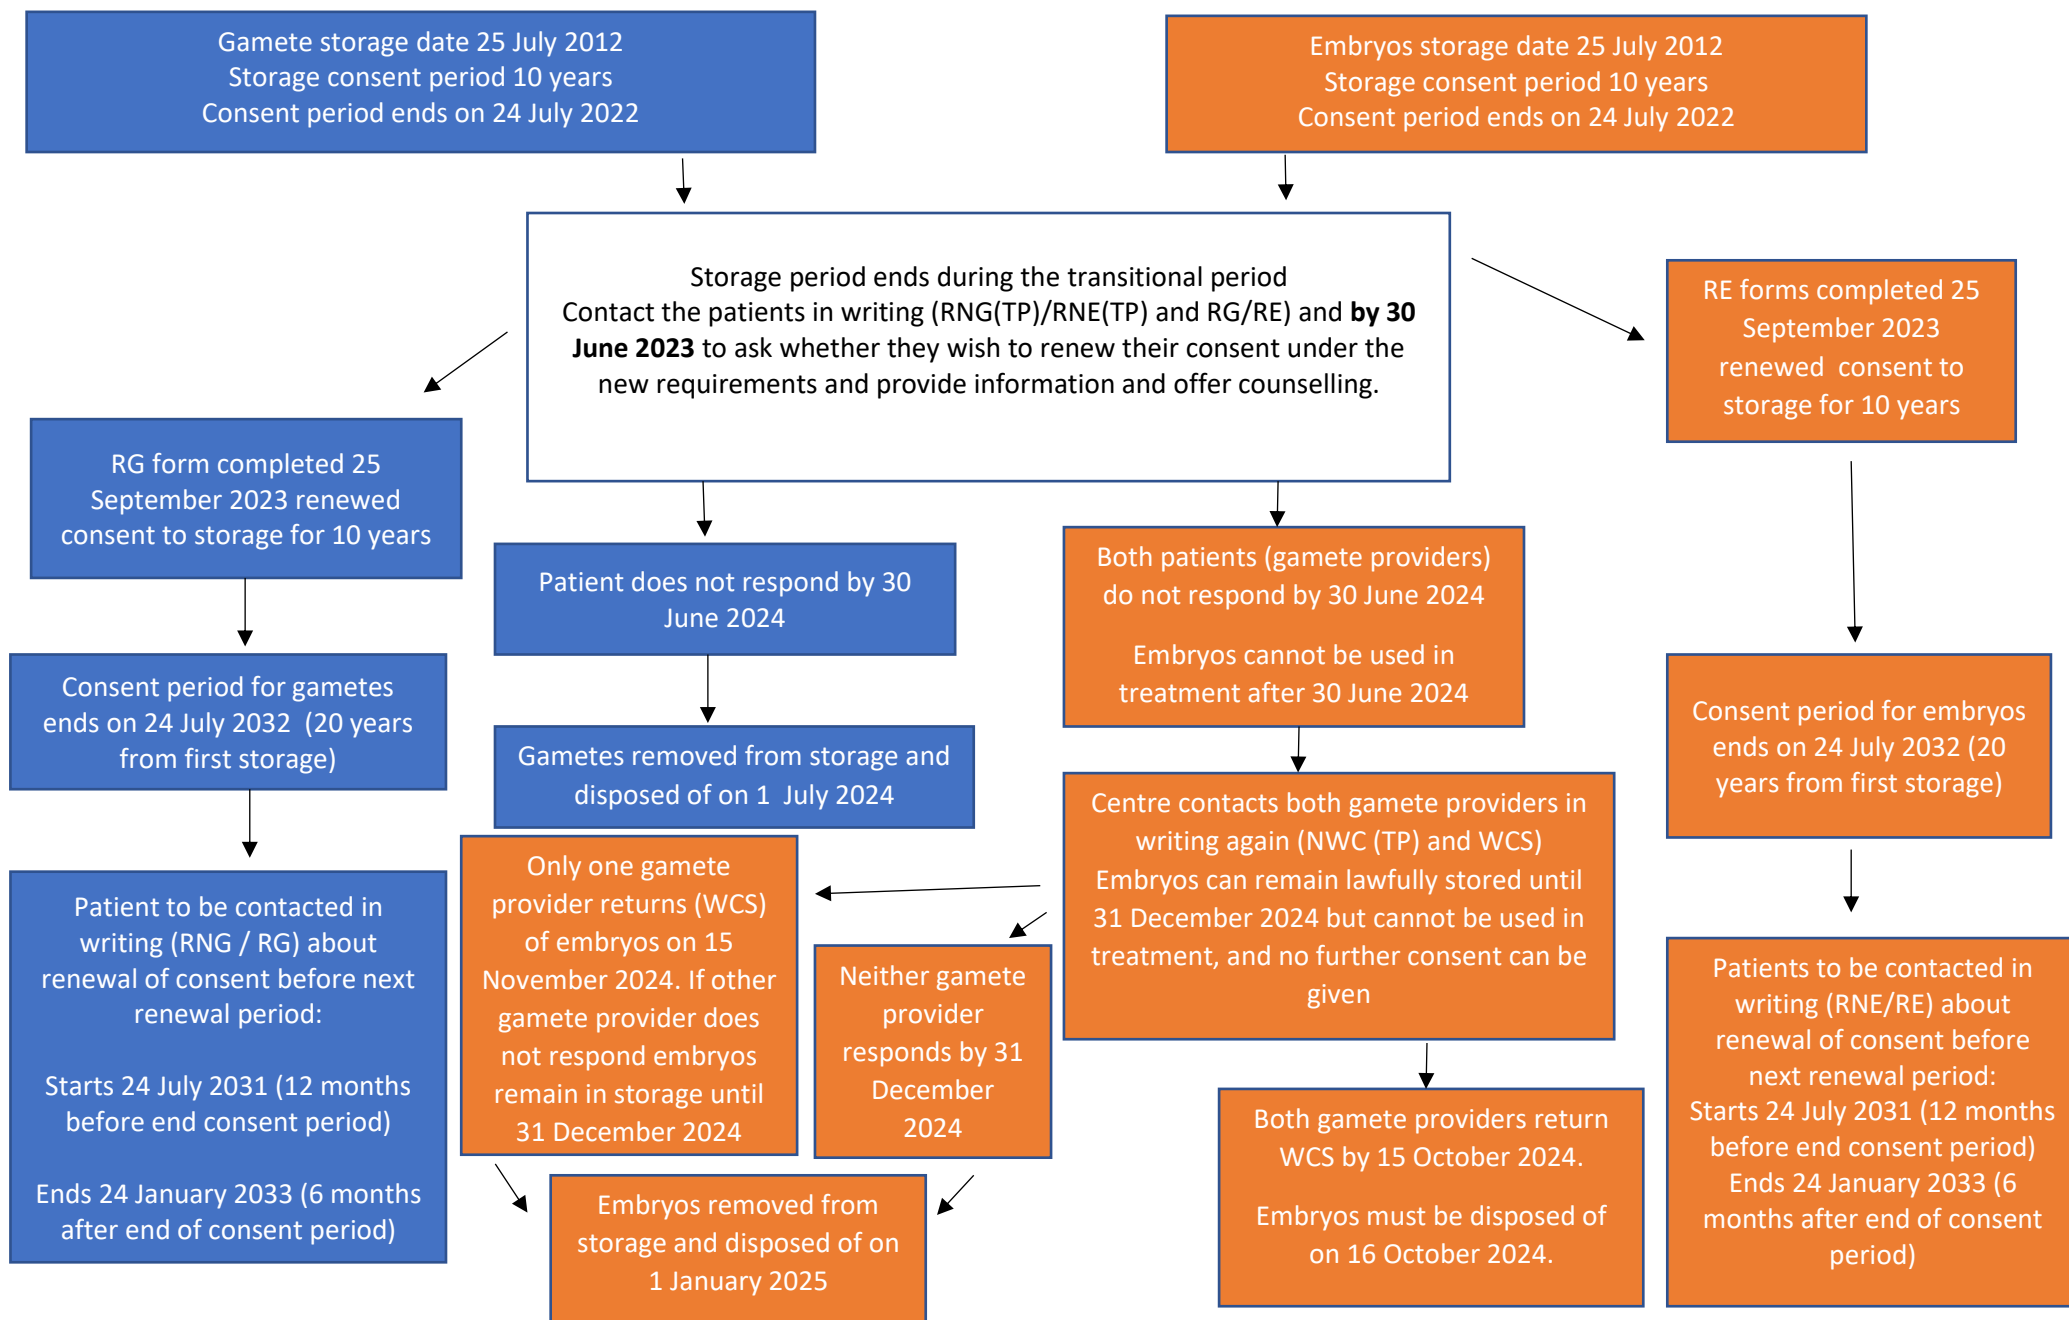 Gamete storage date 25 July 2012
Storage consent period 10 years
Consent period ends on 24 July 2022
Embryos storage date 25 July 2012
Storage consent period 10 years
Consent period ends on 24 July 2022
Storage period ends during the transitional period
Contact the patients in writing (RNG(TP)/RNE(TP) and RG/RE) and by 30
June 2023 to ask whether they wish to renew their consent under the
new requirements and provide information and offer counselling.
RE forms completed 25
September 2023
renewed consent to
storage for 10 years
RG form completed 25
September 2023 renewed
consent to storage for 10 years
Patient does not respond by 30
June 2024
Both patients (gamete providers)
do not respond by 30 June 2024
Embryos cannot be used in
treatment after 30 June 2024
Consent period for gametes
ends on 24 July 2032 (20 years
from first storage)
Consent period for embryos
ends on 24 July 2032 (20
years from first storage)
Gametes removed from storage and
disposed of on 1 July 2024
Centre contacts both gamete providers in
writing again (NWC (TP) and WCS)
Embryos can remain lawfully stored until
31 December 2024 but cannot be used in
treatment, and no further consent can be
given
Only one gamete
provider returns (WCS)
of embryos on 15
November 2024. If other
gamete provider does
not respond embryos
remain in storage until
31 December 2024
Neither gamete
provider
responds by 31
December
2024
Patient to be contacted in
writing (RNG / RG) about
renewal of consent before next
renewal period:
Starts 24 July 2031 (12 months
before end consent period)
Ends 24 January 2033 (6 months
after end of consent period)
Patients to be contacted in
writing (RNE/RE) about
renewal of consent before
next renewal period:
Starts 24 July 2031 (12 months
before end consent period)
Ends 24 January 2033 (6
months after end of consent
period)
Both gamete providers return
WCS by 15 October 2024.
Embryos must be disposed of
on 16 October 2024.
Embryos removed from
storage and disposed of on
1 January 2025